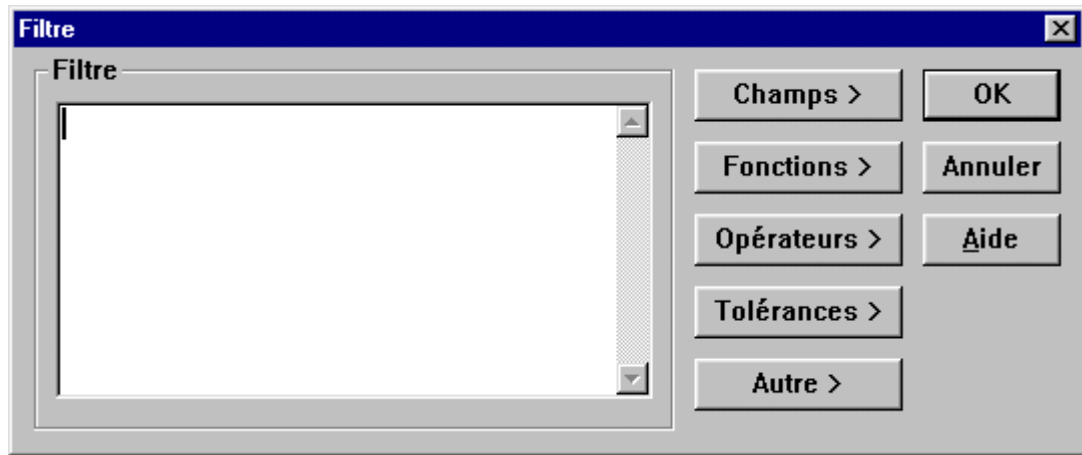 Filtre
Filtre
Champs >
OK
Fonctions >
Annuler
Opérateurs >
Aide
Tolérances >
Autre >